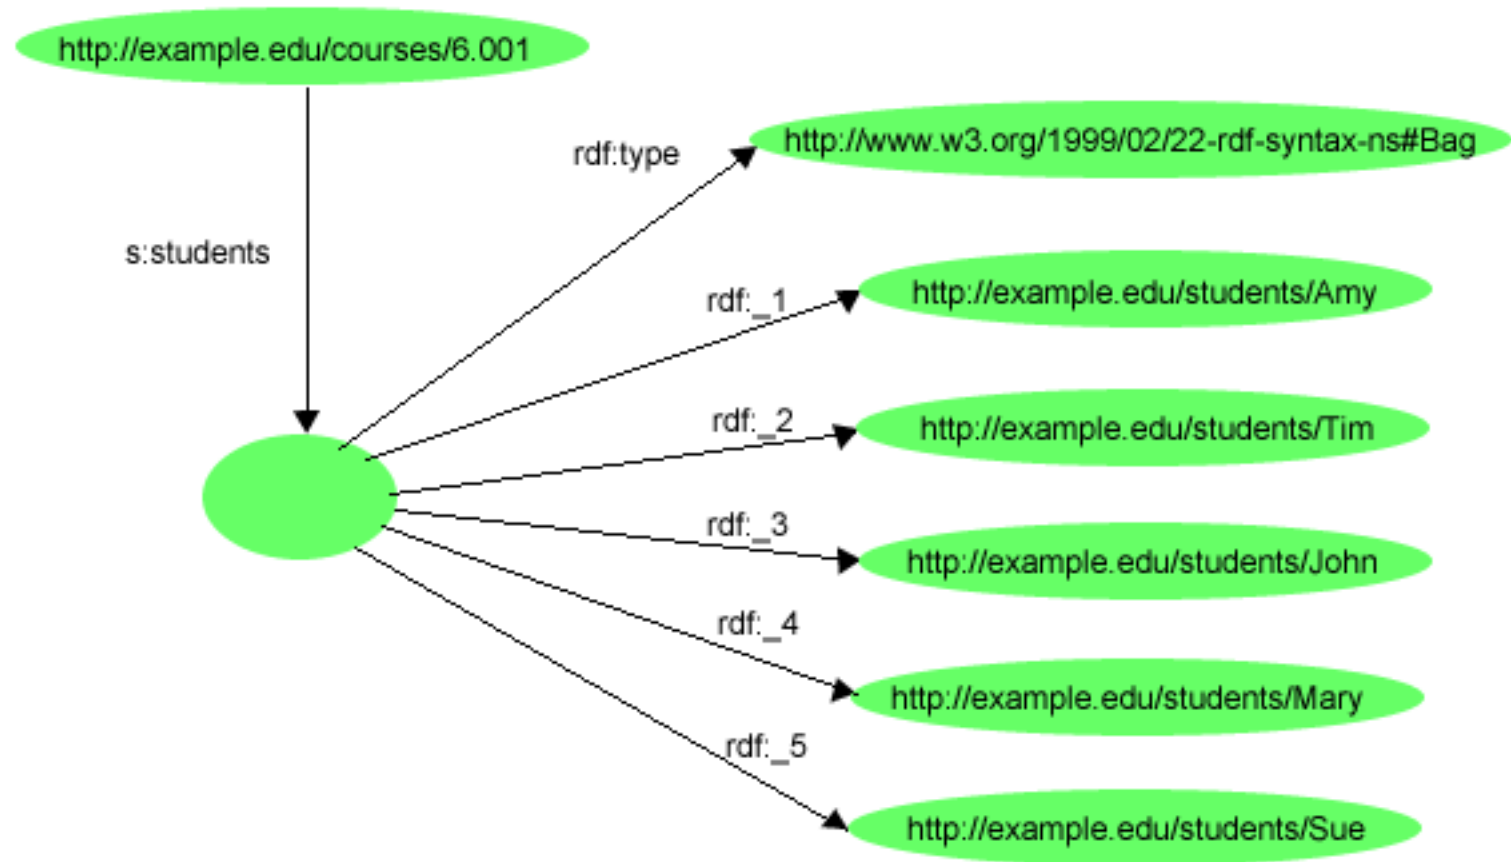 http://example.edu/courses/6.001
rdf:type
http://www.w3.org/1999/02/22-rdf-syntax-ns#Bag
s:students
rdf:_1
http://example.edu/students/Amy
rdf:_2
http://example.edu/students/Tim
rdf:_3
http://example.edu/students/John
rdf:_4
http://example.edu/students/Mary
rdf:_5
http://example.edu/students/Sue